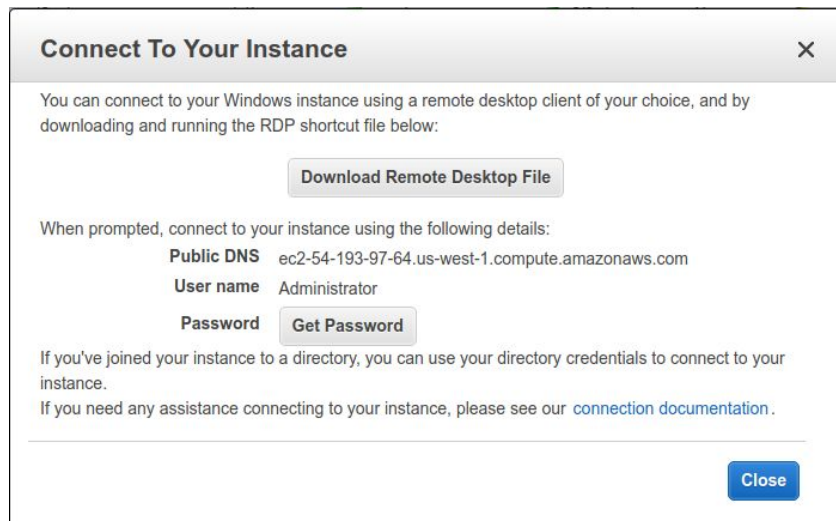 Connect To Your Instance
You can connect to your Windows instance using a remote desktop client of your choice, and by
downloading and running the RDP shortcut file below:
Download Remote Desktop File
When prompted, connect to your instance using the following details:
Public DNS ec2-54-193-97-64.us-west-1.compute.amazonaws.com
User name Administrator
Password Get Password
If you've joined your instance to a directory, you can use your directory credentials to connect to your
instance.
If you need any assistance connecting to your instance, please see our connection documentation.
Close